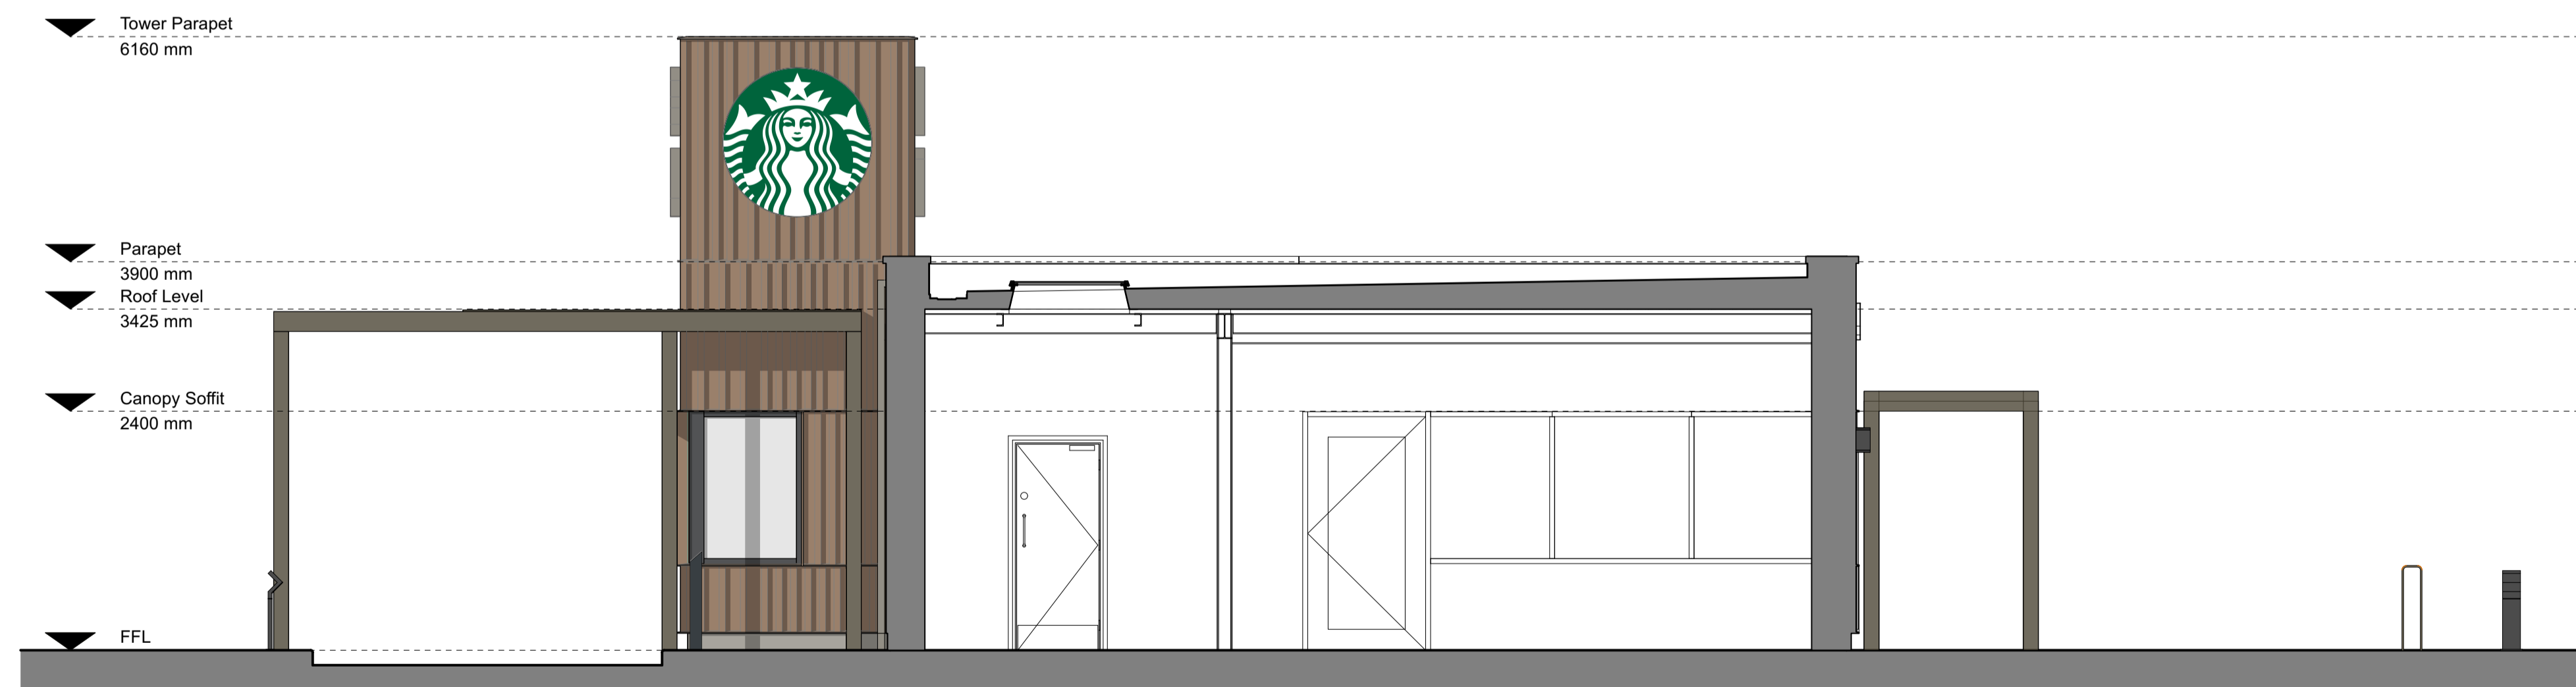 Tower Parapet
6160 mm
Parapet
3900 mm
Roof Level
3425 mm
Canopy Soffit
2400 mm
FFL